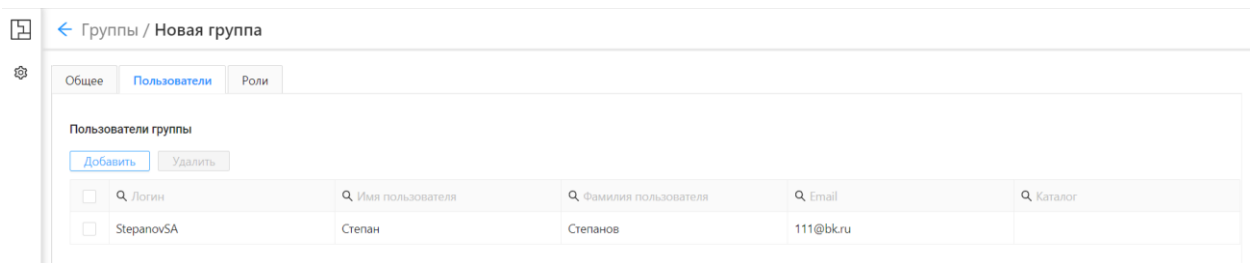 Группы / Новая группа
Общее Пользователи Роли
Пользователи группы
Добавить Удалить
Логин Имя пользователя Фамилия пользователя Email Каталог
StepanovSA Степан Степанов 111@bk.ru